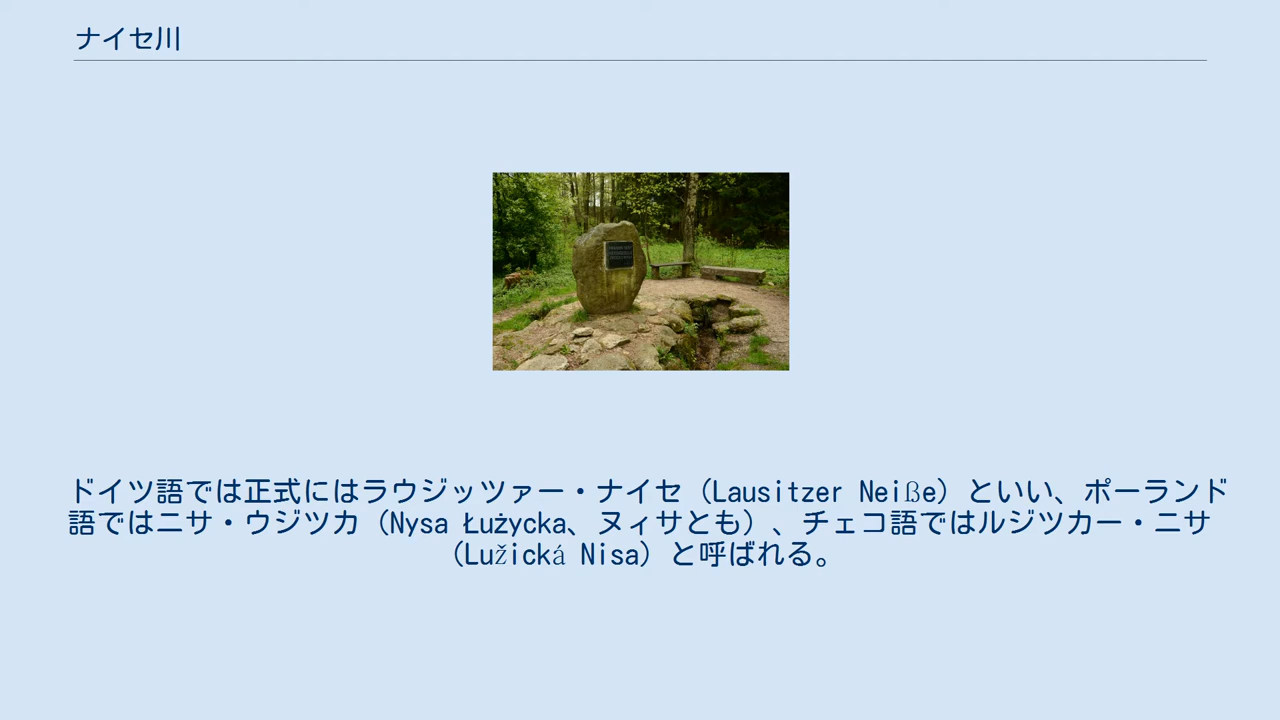 ナイセ川
ドイツ語では正式にはラウジッツァー・ナイセ（Lausitzer Neiße）といい、ポーランド
語ではニサ・ウジツカ（Nysa Łużycka、ヌィサとも）、チェコ語ではルジツカー・ニサ
（Lužická Nisa）と呼ばれる。